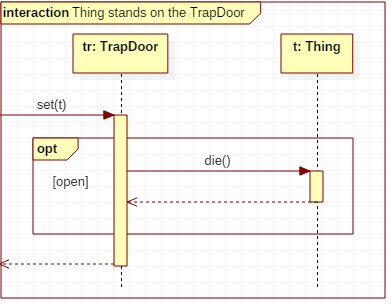 interaction Thing stands on the TrapDoor
tr: TrapDoor
t: Thing
set(t)
opt
die()
[open]